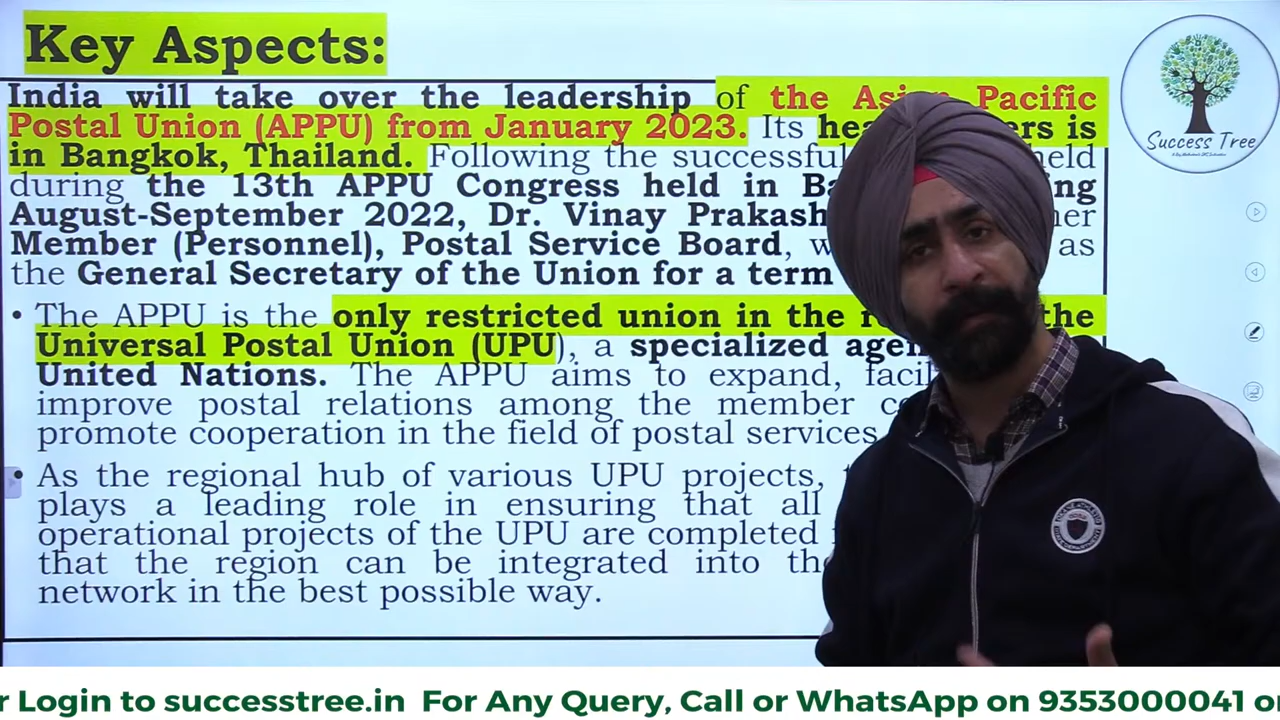 Key Aspects:
India will take over the leadership of the Asian Pacific
Postal Union (APPU) from January 2023. Its is
in Bangkok, Thailand. Following the successful held
during the 13th APPU Congress held in
August-September 2022, Dr. Vinay Prakash
Member (Personnel), Postal Service Board, as
the General Secretary of the Union for a term
• The APPU is the only restricted union in the the
Universal Postal Union (UPU), a specialized
United Nations. The APPU aims to expand,
improve postal relations among the member
promote cooperation in the field of postal services
• As the regional hub of various UPU projects,
plays a leading role in ensuring that all
operational projects of the UPU are completed
that the region can be integrated into
network in the best possible way.
Success Tree
r Login to successtree.in For Any Query, Call or WhatsApp on 9353000041 or